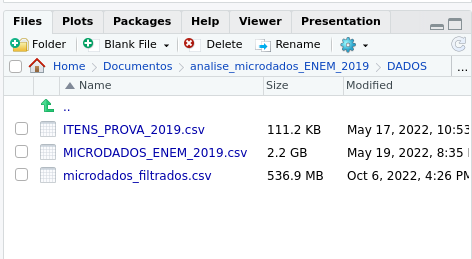 Files Plots Packages Help Viewer Presentation
Folder Blank File Delete Rename
Home Documentos analise_microdados_ENEM_2019 DADOS ...
Name Size Modified
..
ITENS_PROVA_2019.csv 111.2 KB May 17, 2022, 10:53
MICRODADOS_ENEM_2019.csv 2.2 GB May 19, 2022, 8:35
microdados_filtrados.csv 536.9 MB Oct 6, 2022, 4:26 PM